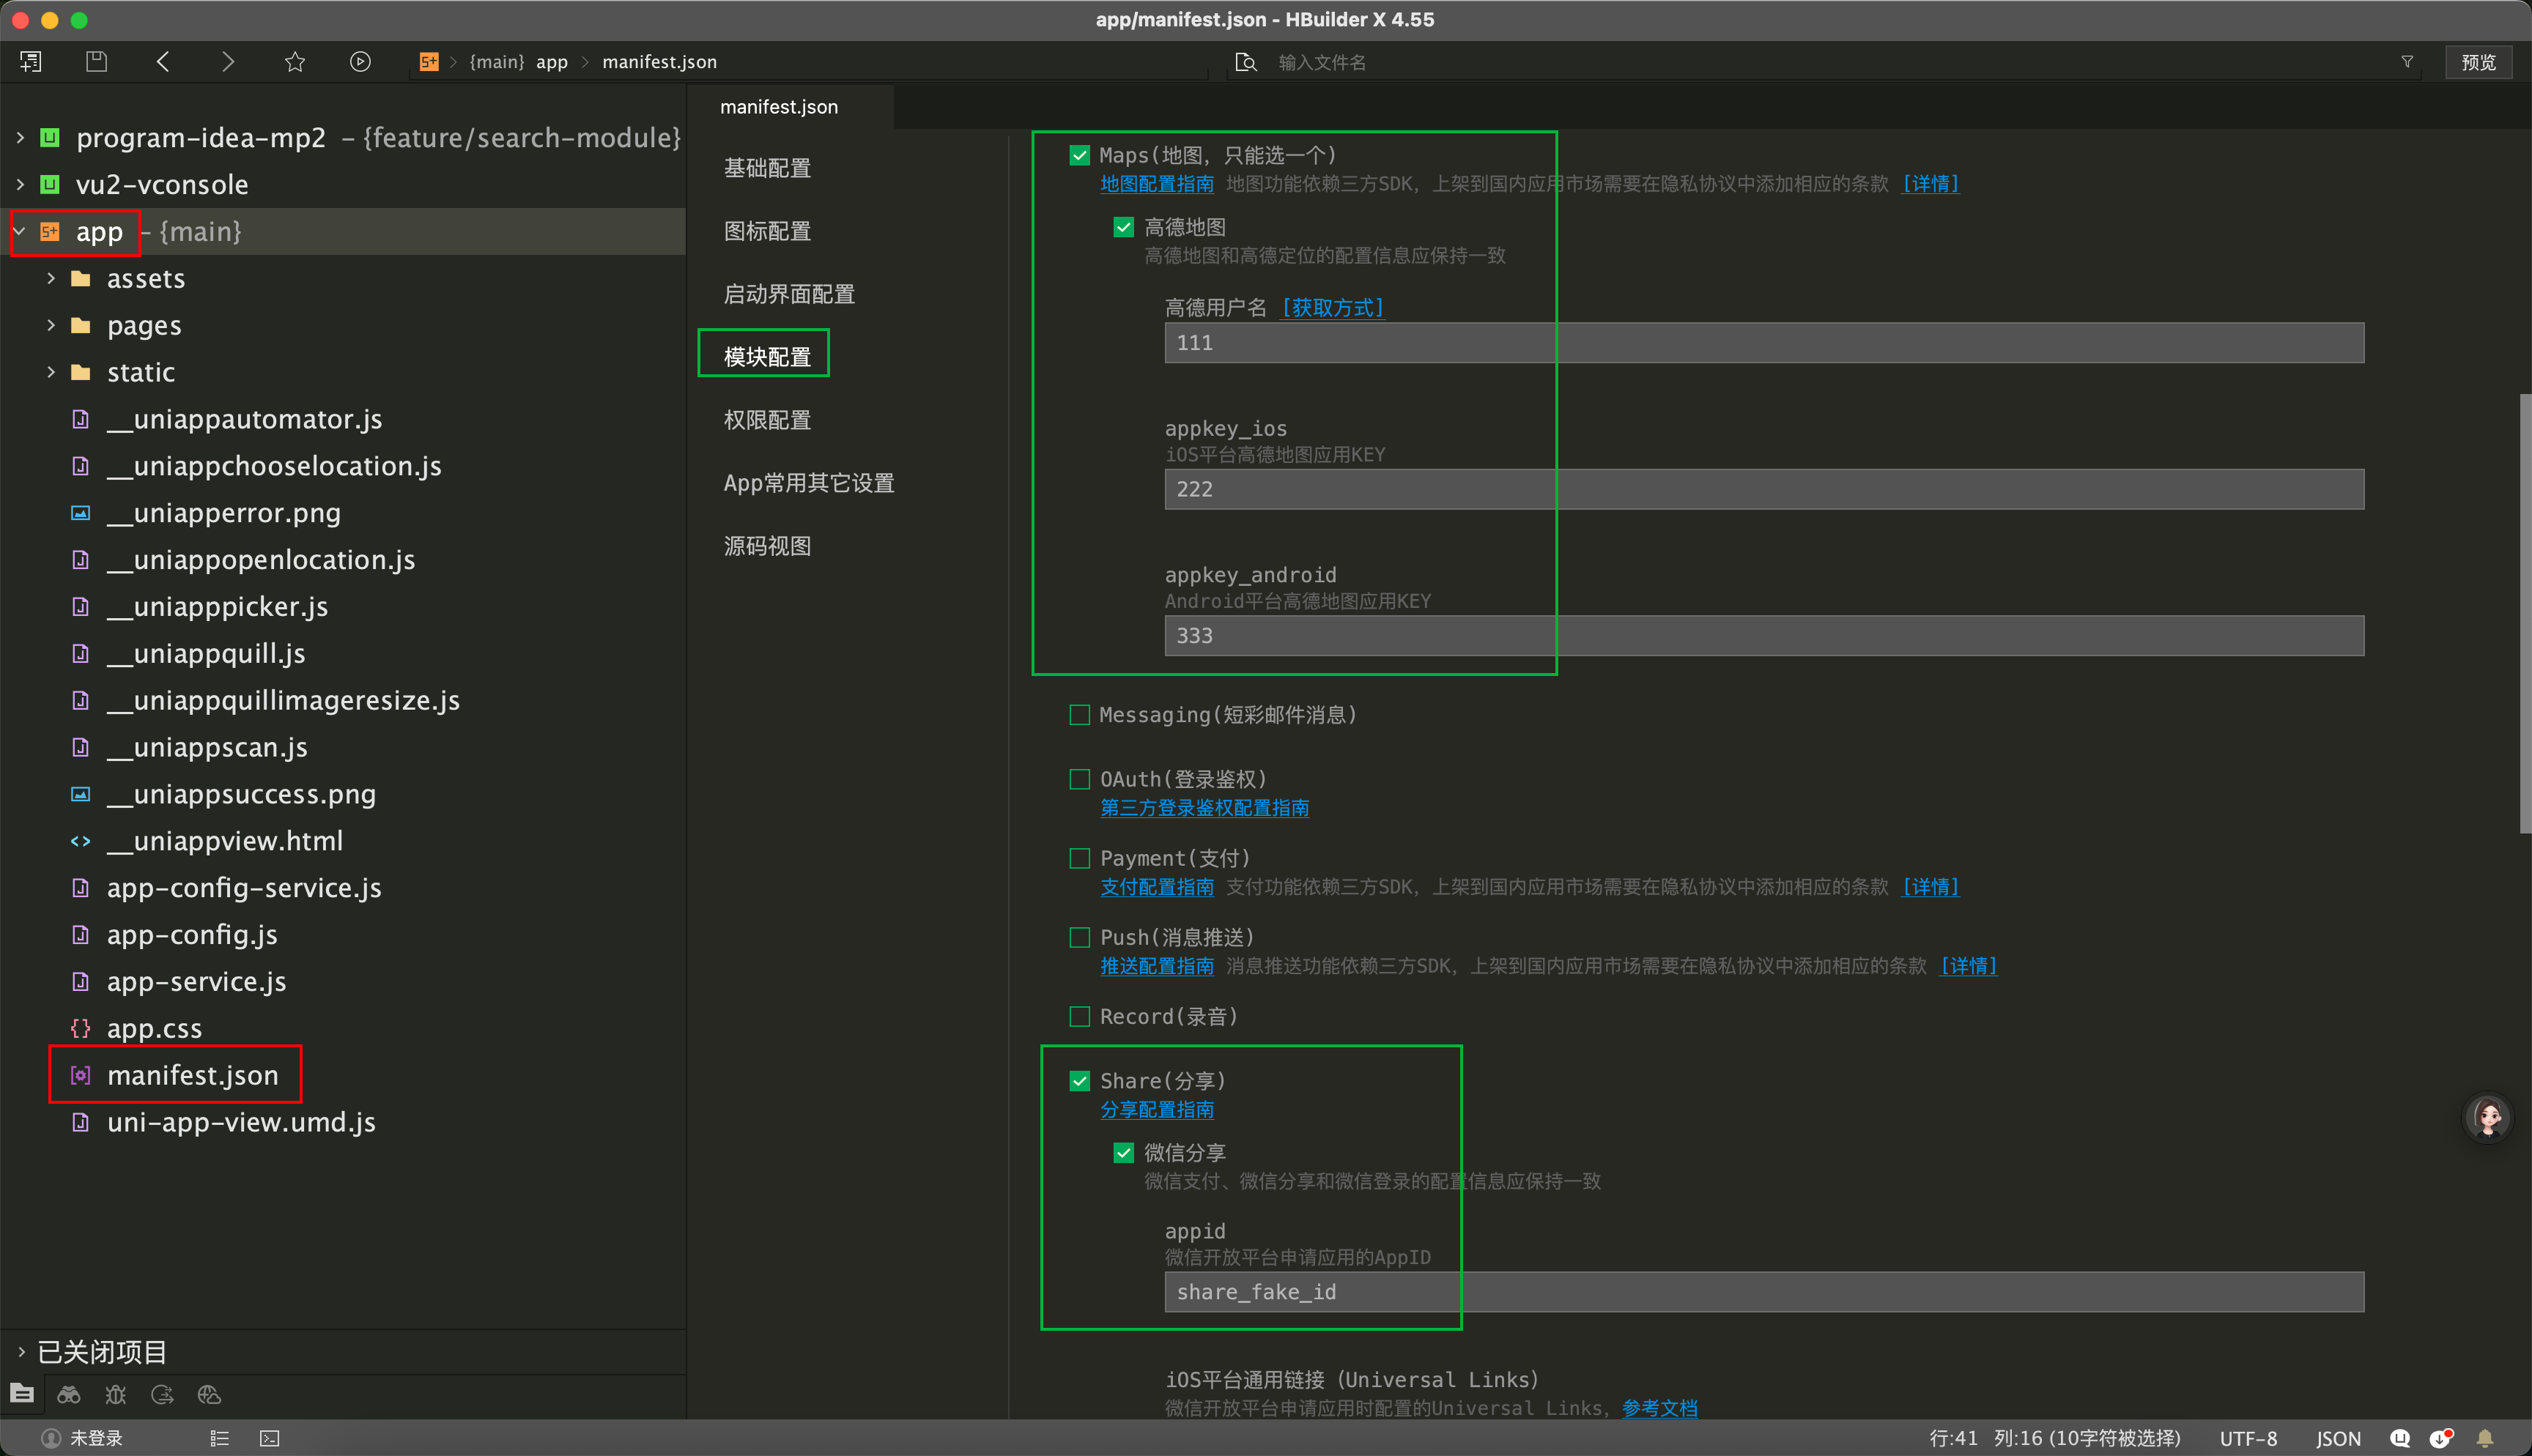 app/manifest.json - HBuilder X 4.55
{main} app
manifest.json
输入文件名
预览
program-idea-mp2 - {feature/search-module}
vu2-vconsole
app - {main}
assets
pages
static
__uniappautomator.js
__uniappchooselocation.js
__uniapperror.png
__uniappopenlocation.js
__uniapppicker.js
__uniappquill.js
__uniappquillimageresize.js
__uniappscan.js
__uniappsuccess.png
__uniappview.html
app-config-service.js
app-config.js
app-service.js
app.css
manifest.json
uni-app-view.umd.js
已关闭项目
manifest.json
基础配置
图标配置
启动界面配置
模块配置
权限配置
App常用其它设置
源码视图
Maps(地图, 只能选一个)
地图配置指南 地图功能依赖三方SDK, 上架到国内应用市场需要在隐私协议中添加相应的条款 [详情]
高德地图
高德地图和高德定位的配置信息应保持一致
高德用户名 [获取方式]
111
appkey_ios
iOS平台高德地图应用KEY
222
appkey_android
Android平台高德地图应用KEY
333
Messaging(短彩邮件消息)
OAuth(登录鉴权)
第三方登录鉴权配置指南
Payment(支付)
支付配置指南 支付功能依赖三方SDK, 上架到国内应用市场需要在隐私协议中添加相应的条款 [详情]
Push(消息推送)
推送配置指南 消息推送功能依赖三方SDK, 上架到国内应用市场需要在隐私协议中添加相应的条款 [详情]
Record(录音)
Share(分享)
分享配置指南
微信分享
微信支付、微信分享和微信登录的配置信息应保持一致
appid
微信开放平台申请应用的AppID
share_fake_id
iOS平台通用链接 (Universal Links)
微信开放平台申请应用时配置的Universal Links, 参考文档
未登录
行:41 列:16 (10字符被选择)
UTF-8
JSON